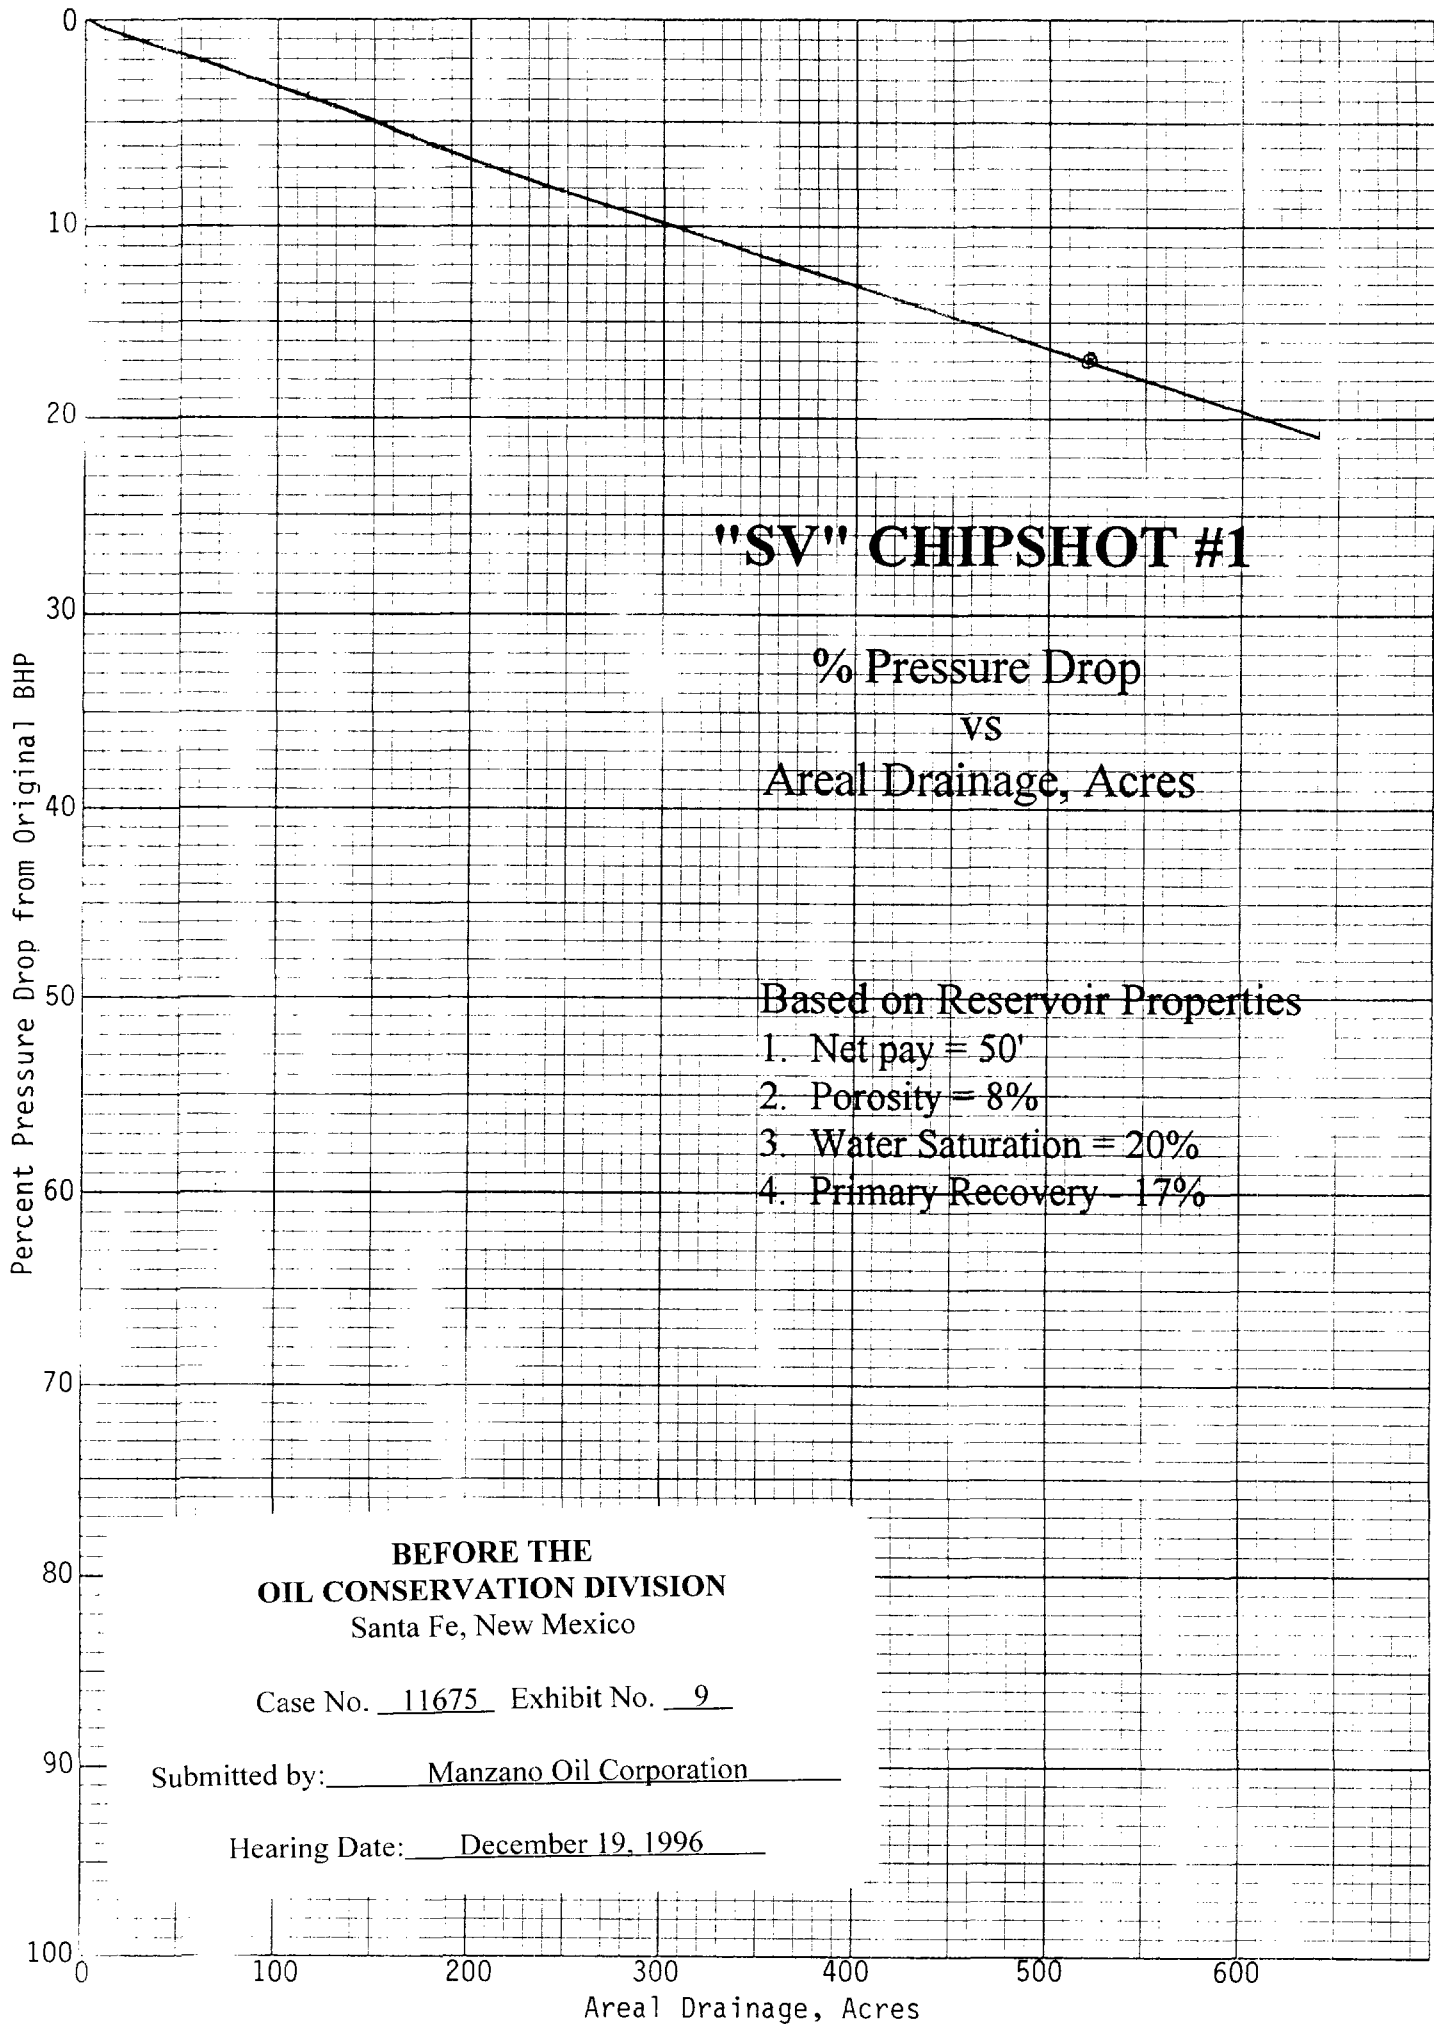 0
10
20
30
40
50
60
70
80
90
100
Percent Pressure Drop from Original BHP
"SV" CHIPSHOT #1
% Pressure Drop
vs
Areal Drainage, Acres
Based on Reservoir Properties
1. Net pay = 50'
2. Porosity = 8%
3. Water Saturation = 20%
4. Primary Recovery - 17%
BEFORE THE
OIL CONSERVATION DIVISION
Santa Fe, New Mexico
Case No. 11675 Exhibit No. 9
Submitted by: Manzano Oil Corporation
Hearing Date: December 19, 1996
0 100 200 300 400 500 600
Areal Drainage, Acres